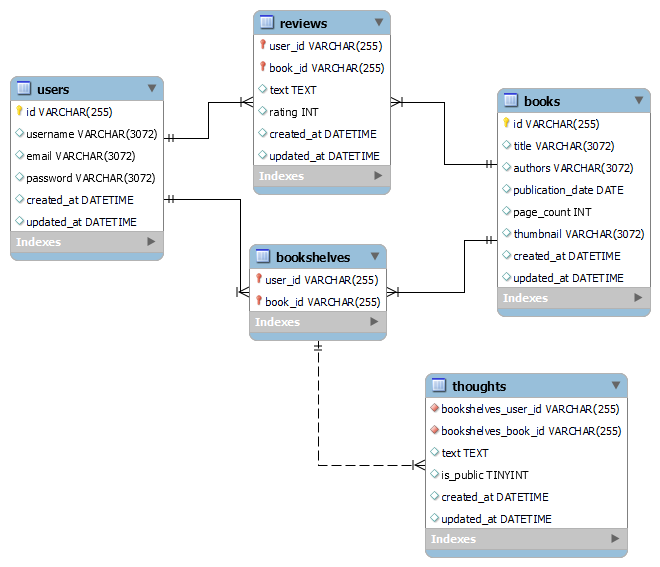 reviews
user_id VARCHAR(255)
book_id VARCHAR(255)
text TEXT
rating INT
created_at DATETIME
updated_at DATETIME
Indexes
users
id VARCHAR(255)
username VARCHAR(3072)
email VARCHAR(3072)
password VARCHAR(3072)
created_at DATETIME
updated_at DATETIME
Indexes
books
id VARCHAR(255)
title VARCHAR(3072)
authors VARCHAR(3072)
publication_date DATE
page_count INT
thumbnail VARCHAR(3072)
created_at DATETIME
updated_at DATETIME
Indexes
bookshelves
user_id VARCHAR(255)
book_id VARCHAR(255)
Indexes
thoughts
bookshelves_user_id VARCHAR(255)
bookshelves_book_id VARCHAR(255)
text TEXT
is_public TINYINT
created_at DATETIME
updated_at DATETIME
Indexes